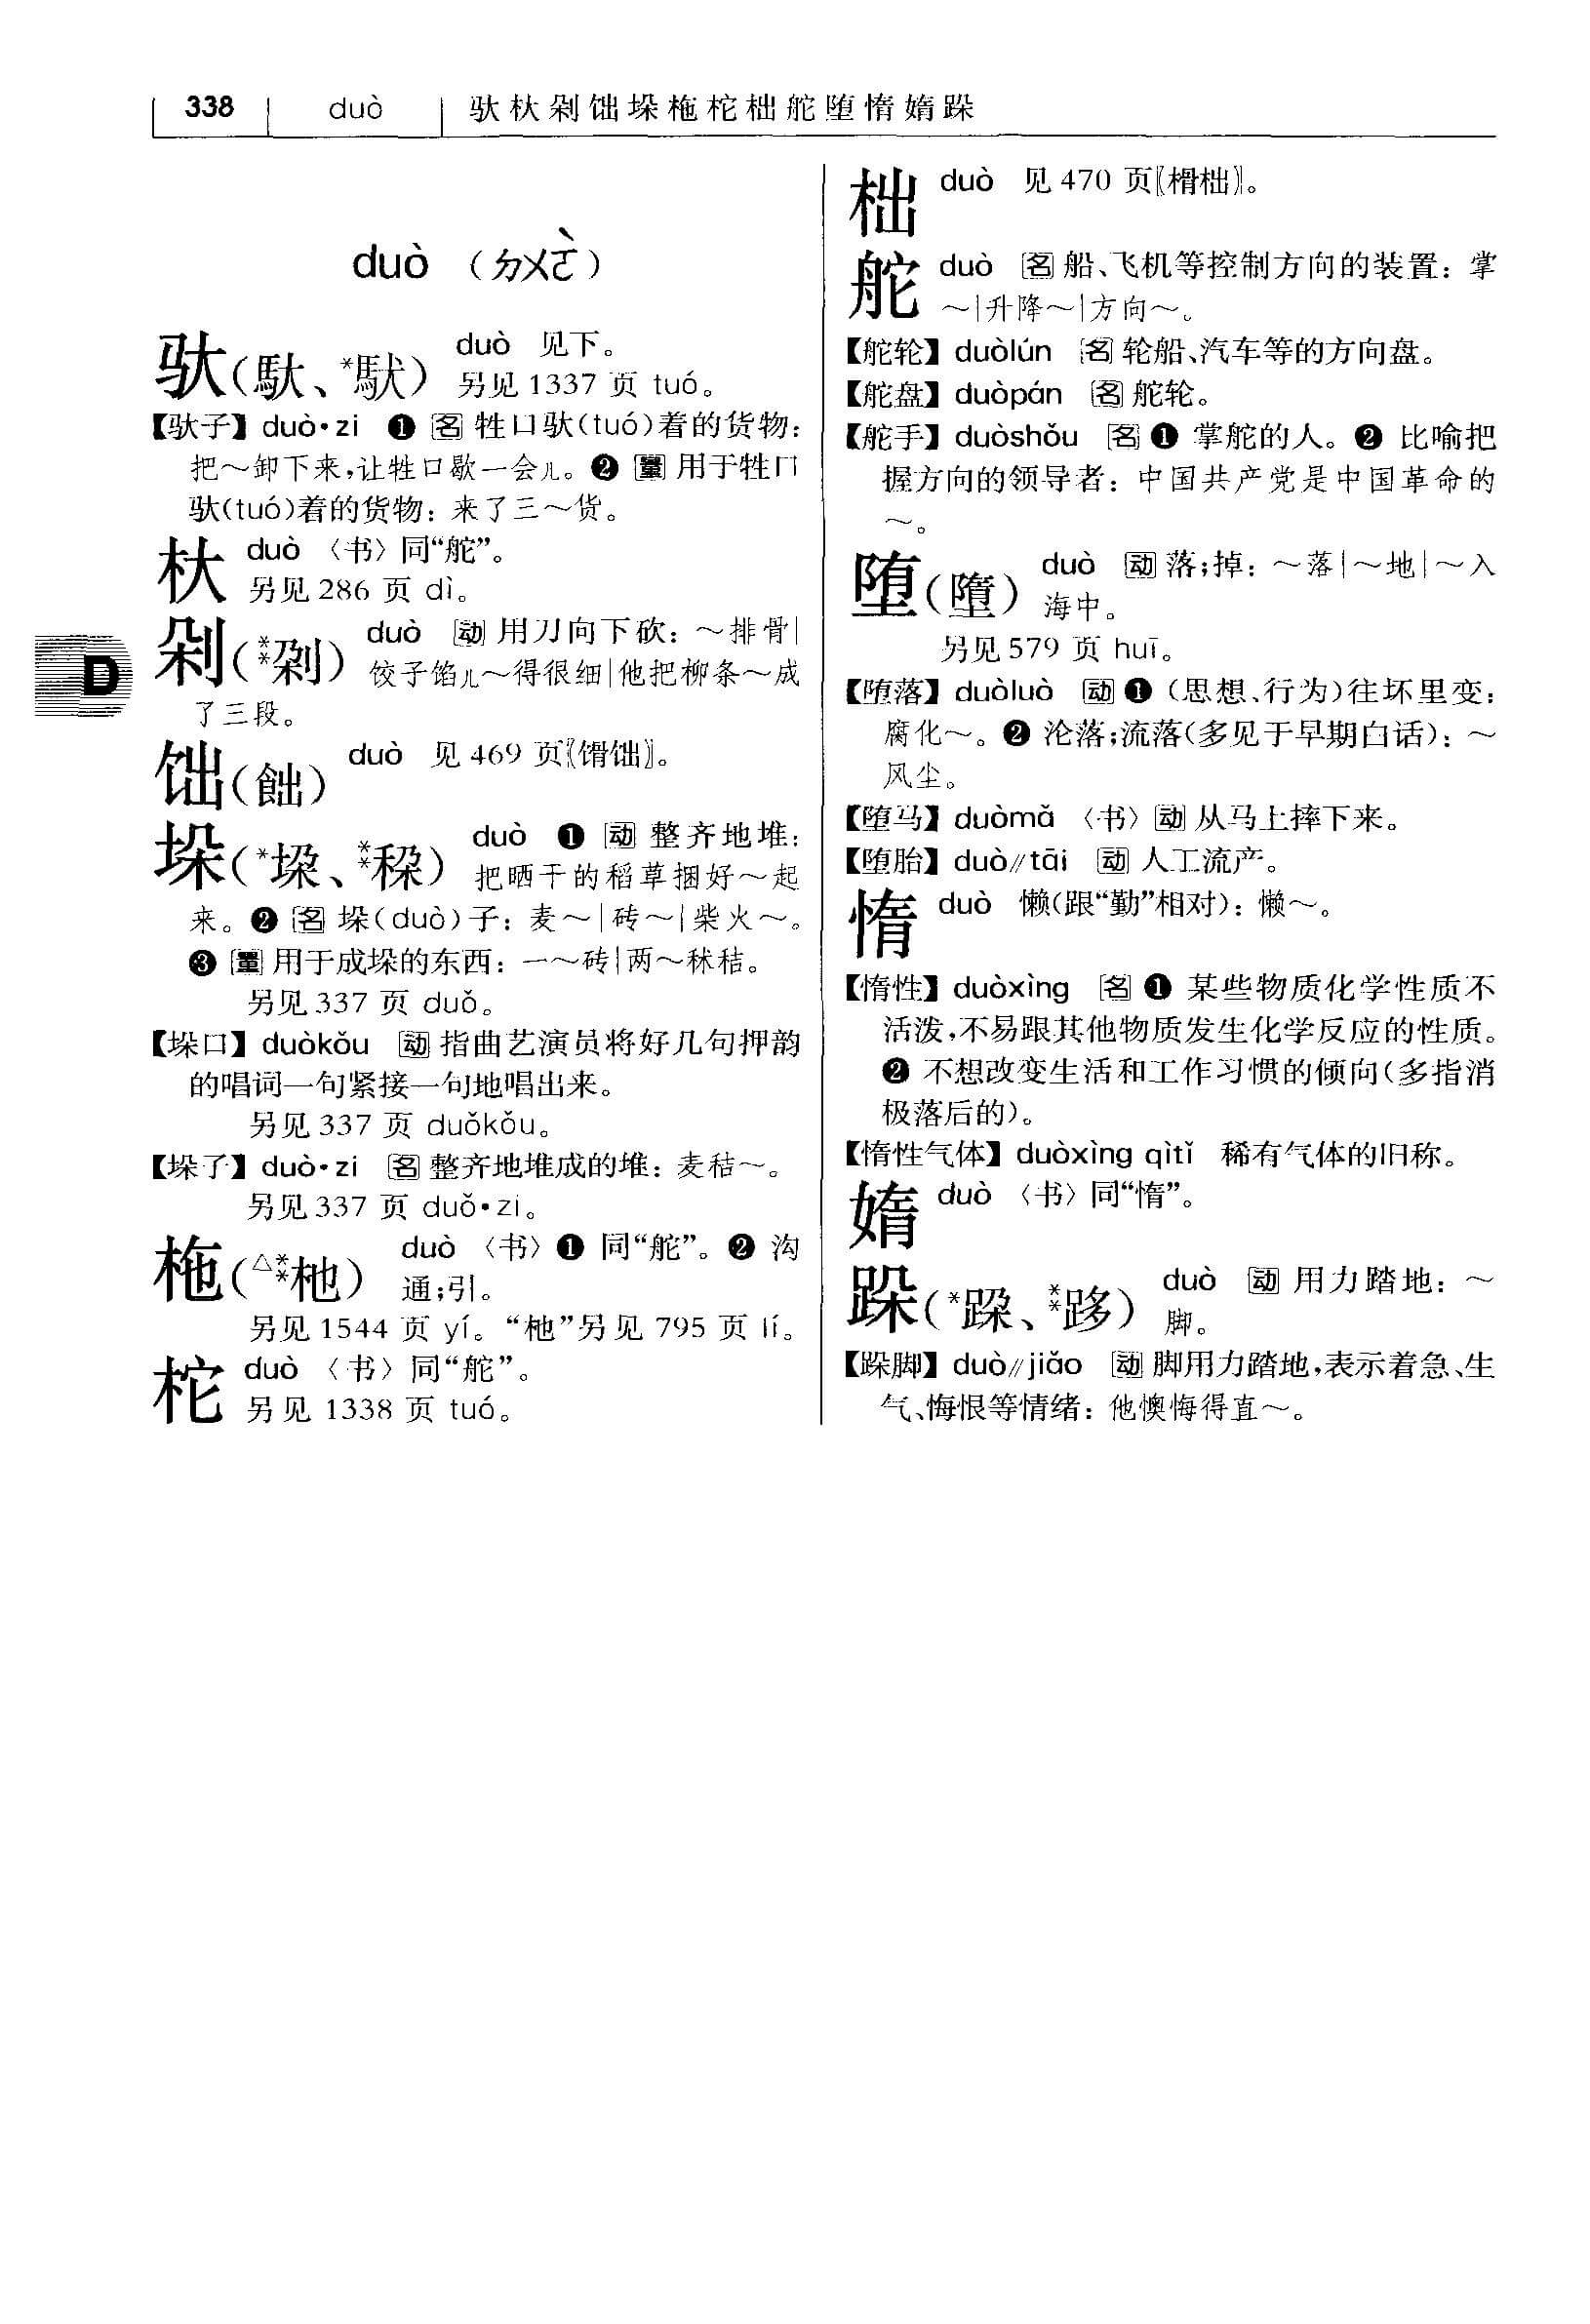 338 duò 驮杕剁饳垛柂柁柮舵堕惰媠跺
duò (ㄉㄨㄛˋ)
驮(馱、*䭾) duò 见下。
另见 1337 页 tuó。
【驮子】duò·zi ❶ 名 牲口驮(tuó)着的货物:
把～卸下来,让牲口歇一会儿。❷ 量 用于牲口
驮(tuó)着的货物: 来了三～货。
杕 duò 〈书〉同“舵”。
另见 286 页 dì。
剁(**剁) duò 动 用刀向下砍: ～排骨|
饺子馅儿～得很细|他把柳条～成
了三段。
饳(飿) duò 见 469 页〖馉饳〗。
垛(*垜、**稞) duò ❶ 动 整齐地堆:
把晒干的稻草捆好～起
来。❷ 名 垛(duò)子: 麦～|砖～|柴火～。
❸ 量 用于成垛的东西: 一～砖|两～秫秸。
另见 337 页 duǒ。
【垛口】duòkǒu 动 指曲艺演员将好几句押韵
的唱词一句紧接一句地唱出来。
另见 337 页 duǒkǒu。
【垛子】duò·zi 名 整齐地堆成的堆: 麦秸～。
另见 337 页 duǒ·zi。
柂(△**杝) duò 〈书〉❶ 同“舵”。❷ 沟
通;引。
另见 1544 页 yí。“杝”另见 795 页 lí。
柁 duò 〈书〉同“舵”。
另见 1338 页 tuó。
柮 duò 见 470 页〖榾柮〗。
舵 duò 名 船、飞机等控制方向的装置: 掌
～|升降～|方向～。
【舵轮】duòlún 名 轮船、汽车等的方向盘。
【舵盘】duòpán 名 舵轮。
【舵手】duòshǒu 名 ❶ 掌舵的人。❷ 比喻把
握方向的领导者: 中国共产党是中国革命的
～。
堕(墮) duò 动 落;掉: ～落|～地|～入
海中。
另见 579 页 huī。
【堕落】duòluò 动 ❶ (思想、行为)往坏里变:
腐化～。❷ 沦落;流落(多见于早期白话): ～
风尘。
【堕马】duòmǎ 〈书〉动 从马上摔下来。
【堕胎】duò//tāi 动 人工流产。
惰 duò 懒(跟“勤”相对): 懒～。
【惰性】duòxìng 名 ❶ 某些物质化学性质不
活泼,不易跟其他物质发生化学反应的性质。
❷ 不想改变生活和工作习惯的倾向(多指消
极落后的)。
【惰性气体】duòxìng qìtǐ 稀有气体的旧称。
媠 duò 〈书〉同“惰”。
跺(*跥、**跢) duò 动 用力踏地: ～
脚。
【跺脚】duò//jiǎo 动 脚用力踏地,表示着急、生
气、悔恨等情绪: 他懊悔得直～。
D